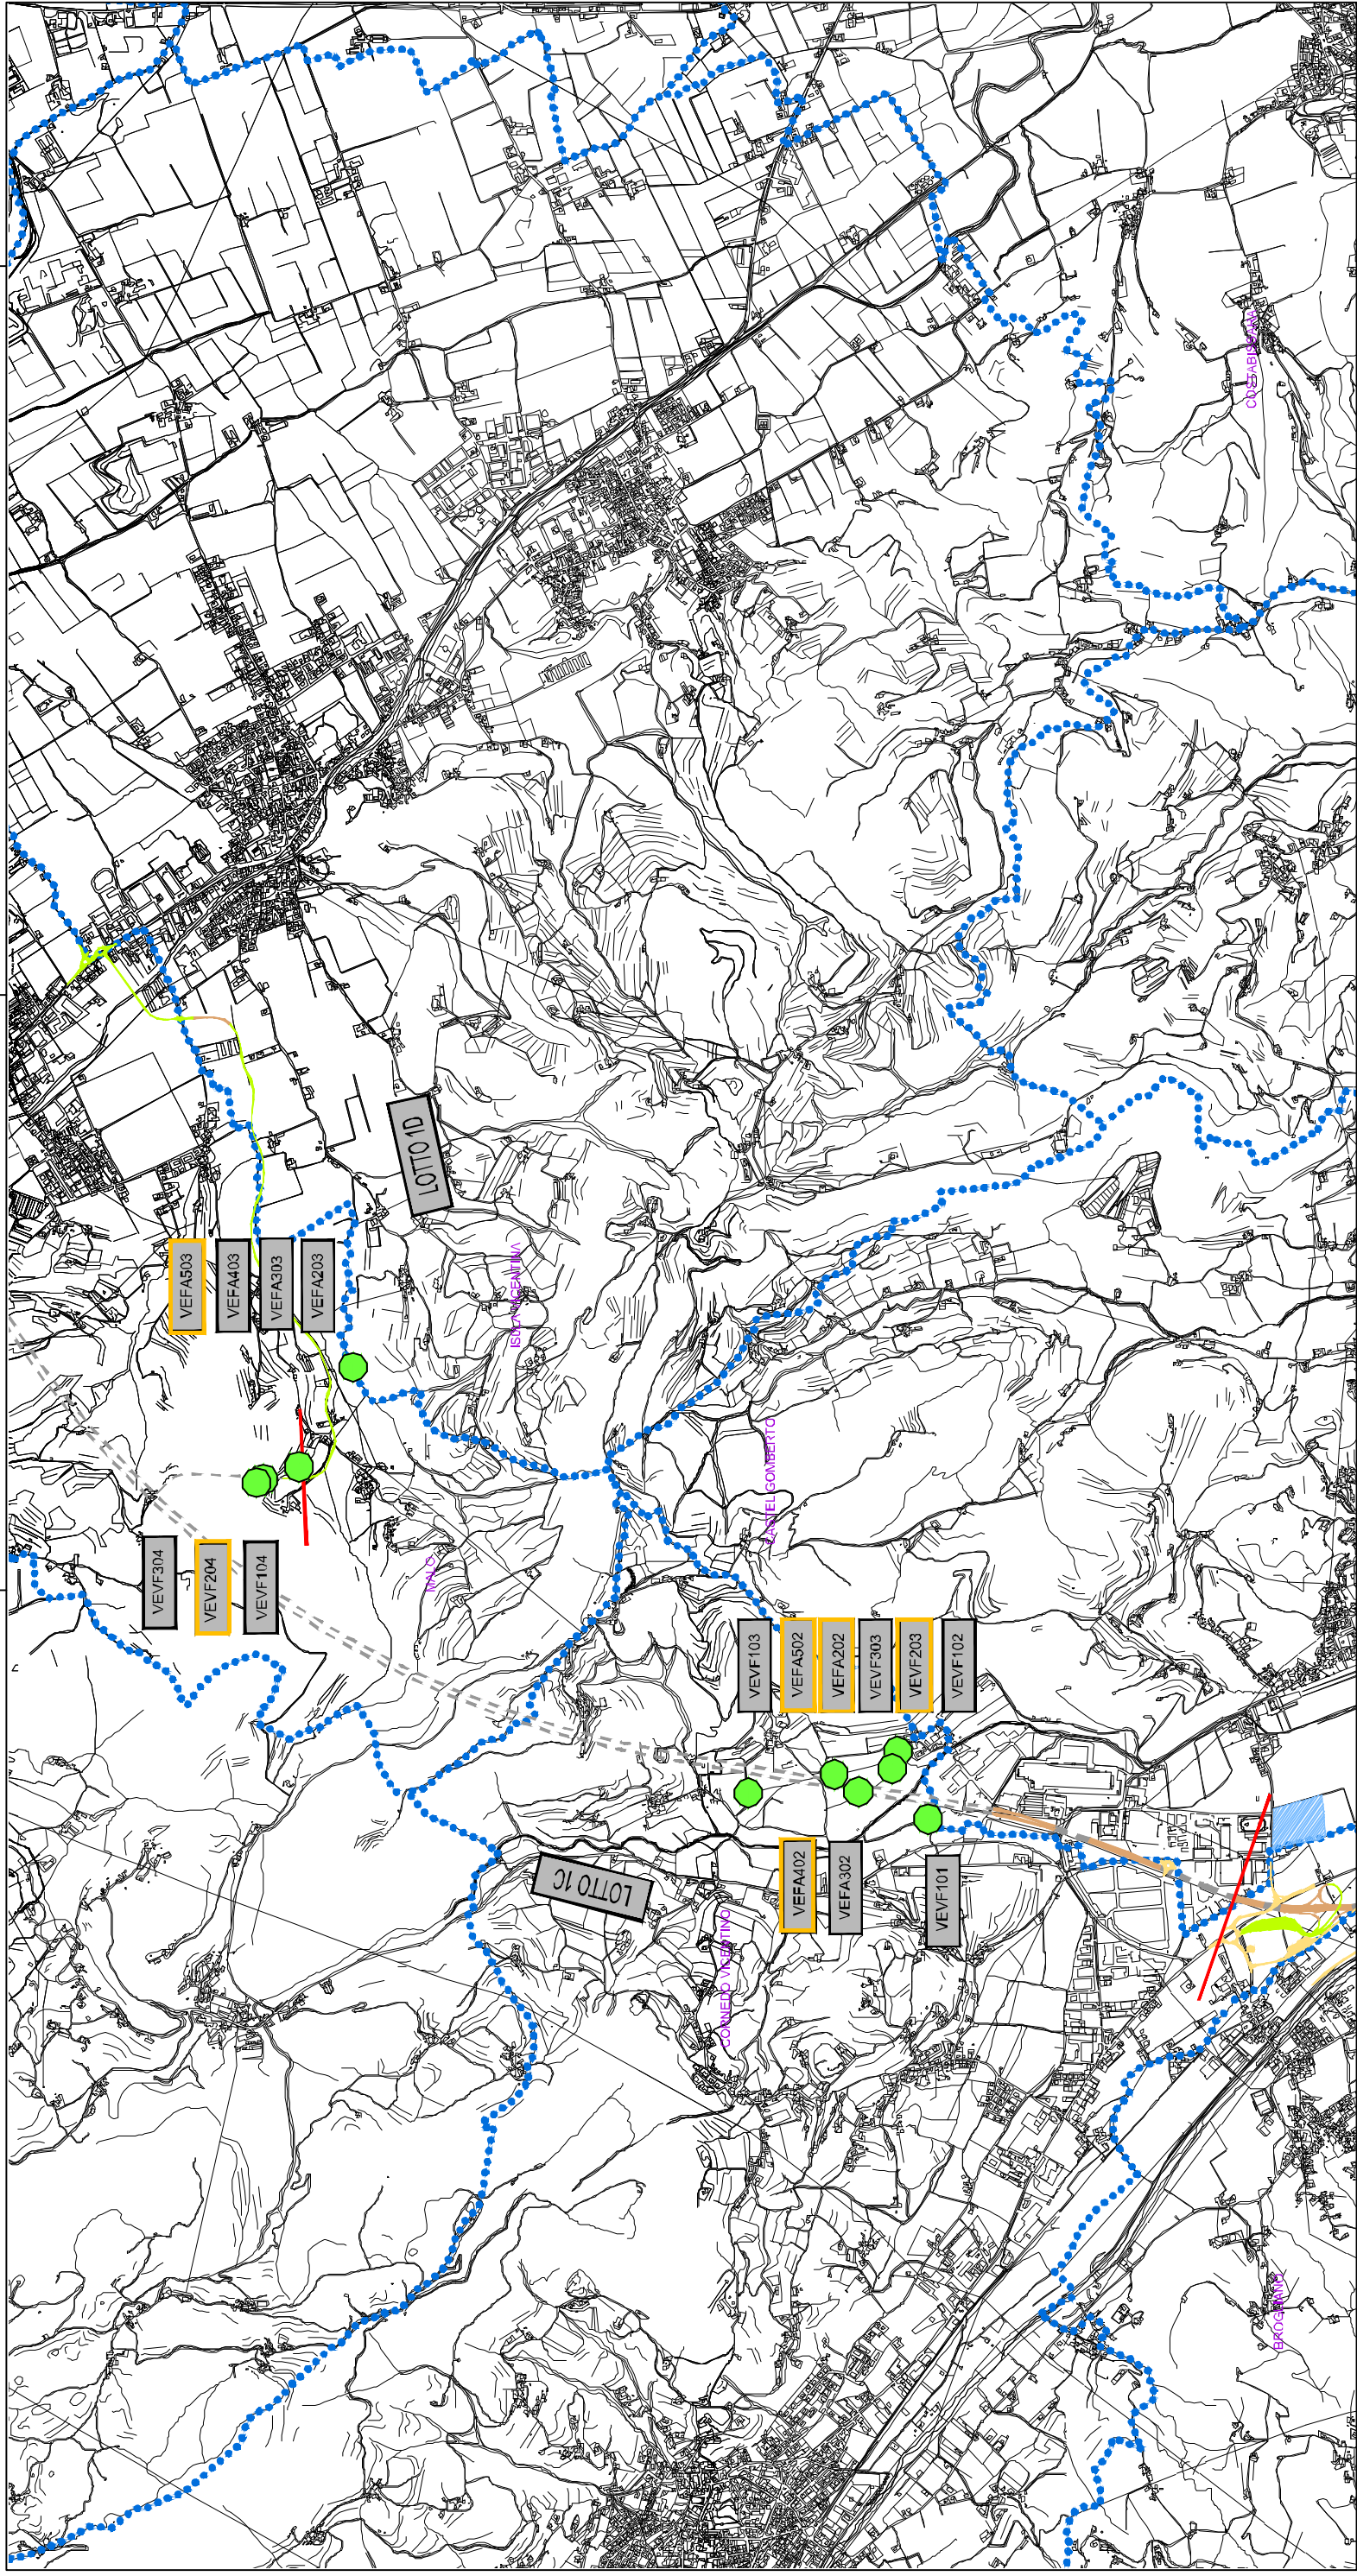 COSTABISSANA
LOTTO 1D
VEFA503
VEFA403
VEFA303
VEFA203
ISOLA VICENTINA
CASTELGOMBERTO
VEVF304
VEVF204
VEVF104
MALO
VEVF103
VEFA502
VEFA202
VEVF303
VEVF203
VEVF102
LOTTO 1C
VEFA402
VEFA302
VEVF101
CORNEDO VICENTINO
BROGLIANO